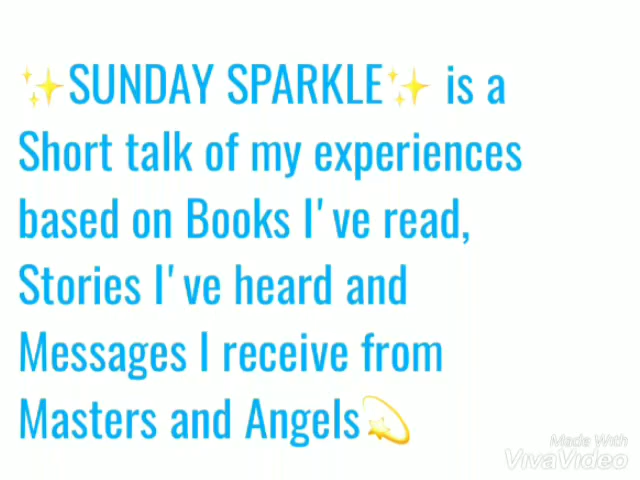 ✨SUNDAY SPARKLE✨ is a
Short talk of my experiences
based on Books I've read,
Stories I've heard and
Messages I receive from
Masters and Angels💫
Made With
VivaVideo